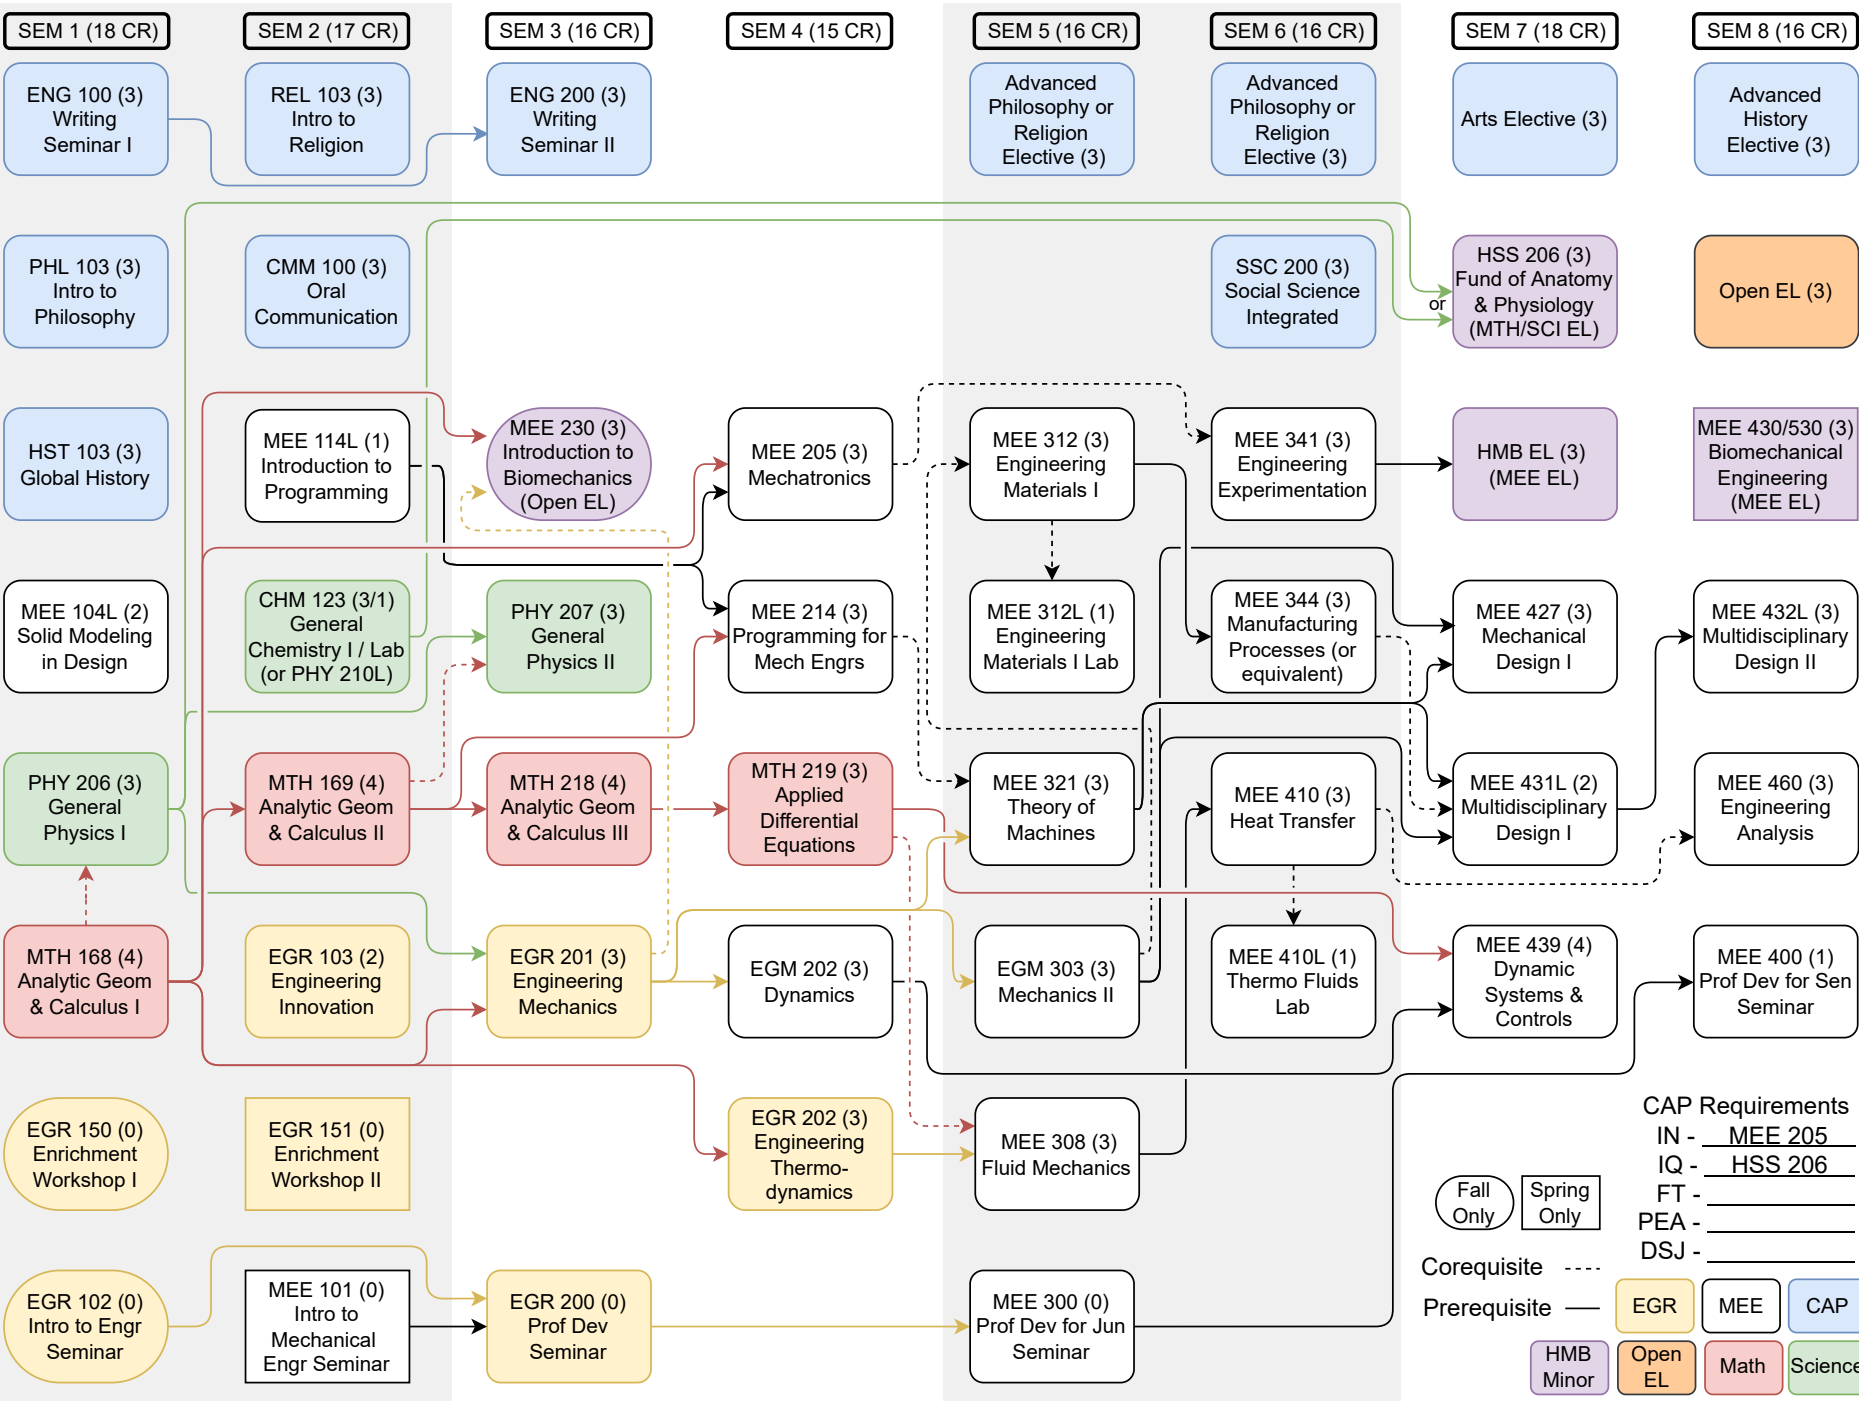 SEM 1 (18 CR)
SEM 2 (17 CR)
SEM 3 (16 CR)
SEM 4 (15 CR)
SEM 5 (16 CR)
SEM 6 (16 CR)
SEM 7 (18 CR)
SEM 8 (16 CR)
ENG 100 (3)
Writing
Seminar I
REL 103 (3)
Intro to
Religion
ENG 200 (3)
Writing
Seminar II
Advanced
Philosophy or
Religion
Elective (3)
Advanced
Philosophy or
Religion
Elective (3)
Arts Elective (3)
Advanced
History
Elective (3)
PHL 103 (3)
Intro to
Philosophy
CMM 100 (3)
Oral
Communication
SSC 200 (3)
Social Science
Integrated
or
HSS 206 (3)
Fund of Anatomy
& Physiology
(MTH/SCI EL)
Open EL (3)
HST 103 (3)
Global History
MEE 114L (1)
Introduction to
Programming
MEE 230 (3)
Introduction to
Biomechanics
(Open EL)
MEE 205 (3)
Mechatronics
MEE 312 (3)
Engineering
Materials I
MEE 341 (3)
Engineering
Experimentation
HMB EL (3)
(MEE EL)
MEE 430/530 (3)
Biomechanical
Engineering
(MEE EL)
MEE 104L (2)
Solid Modeling
in Design
CHM 123 (3/1)
General
Chemistry I / Lab
(or PHY 210L)
PHY 207 (3)
General
Physics II
MEE 214 (3)
Programming for
Mech Engrs
MEE 312L (1)
Engineering
Materials I Lab
MEE 344 (3)
Manufacturing
Processes (or
equivalent)
MEE 427 (3)
Mechanical
Design I
MEE 432L (3)
Multidisciplinary
Design II
PHY 206 (3)
General
Physics I
MTH 169 (4)
Analytic Geom
& Calculus II
MTH 218 (4)
Analytic Geom
& Calculus III
MTH 219 (3)
Applied
Differential
Equations
MEE 321 (3)
Theory of
Machines
MEE 410 (3)
Heat Transfer
MEE 431L (2)
Multidisciplinary
Design I
MEE 460 (3)
Engineering
Analysis
MTH 168 (4)
Analytic Geom
& Calculus I
EGR 103 (2)
Engineering
Innovation
EGR 201 (3)
Engineering
Mechanics
EGM 202 (3)
Dynamics
EGM 303 (3)
Mechanics II
MEE 410L (1)
Thermo Fluids
Lab
MEE 439 (4)
Dynamic
Systems &
Controls
MEE 400 (1)
Prof Dev for Sen
Seminar
EGR 150 (0)
Enrichment
Workshop I
EGR 151 (0)
Enrichment
Workshop II
EGR 202 (3)
Engineering
Thermo-
dynamics
MEE 308 (3)
Fluid Mechanics
EGR 102 (0)
Intro to Engr
Seminar
MEE 101 (0)
Intro to
Mechanical
Engr Seminar
EGR 200 (0)
Prof Dev
Seminar
MEE 300 (0)
Prof Dev for Jun
Seminar
CAP Requirements
IN - MEE 205
IQ - HSS 206
FT -
PEA -
DSJ -
Fall
Only
Spring
Only
Corequisite
Prerequisite
EGR
MEE
CAP
HMB
Minor
Open
EL
Math
Science